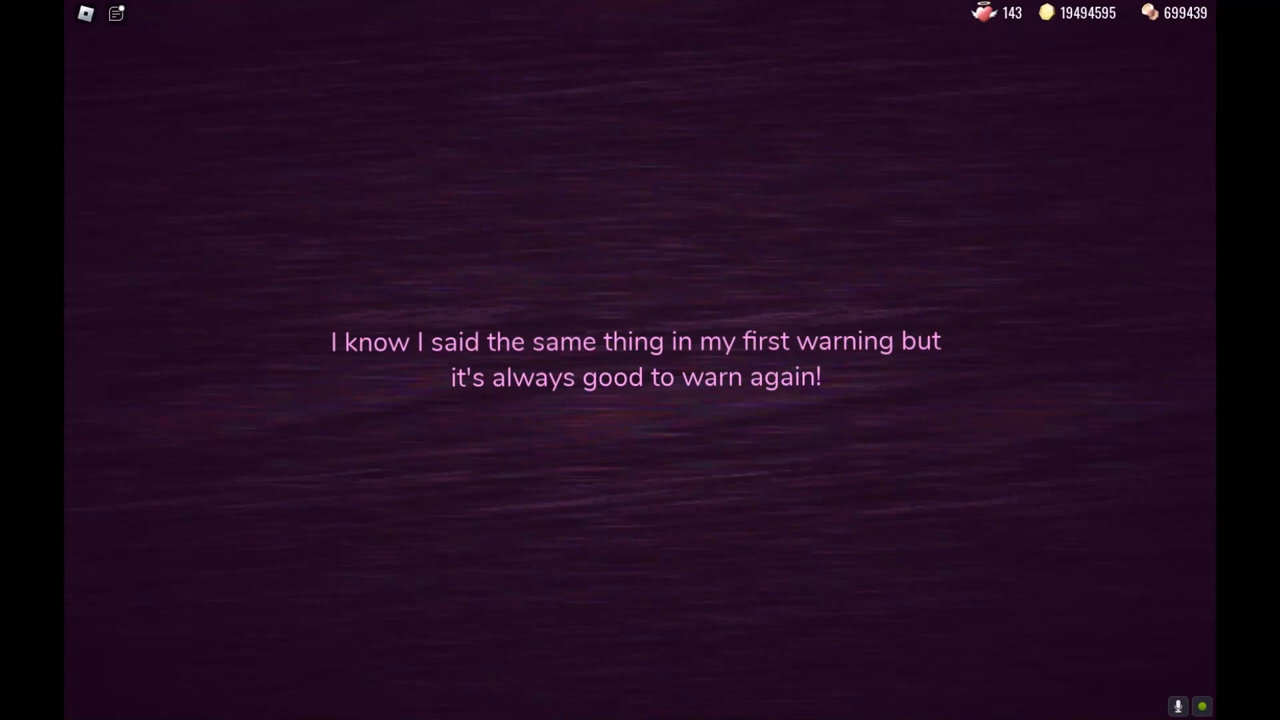 143 19494595 699439
I know I said the same thing in my first warning but
it's always good to warn again!